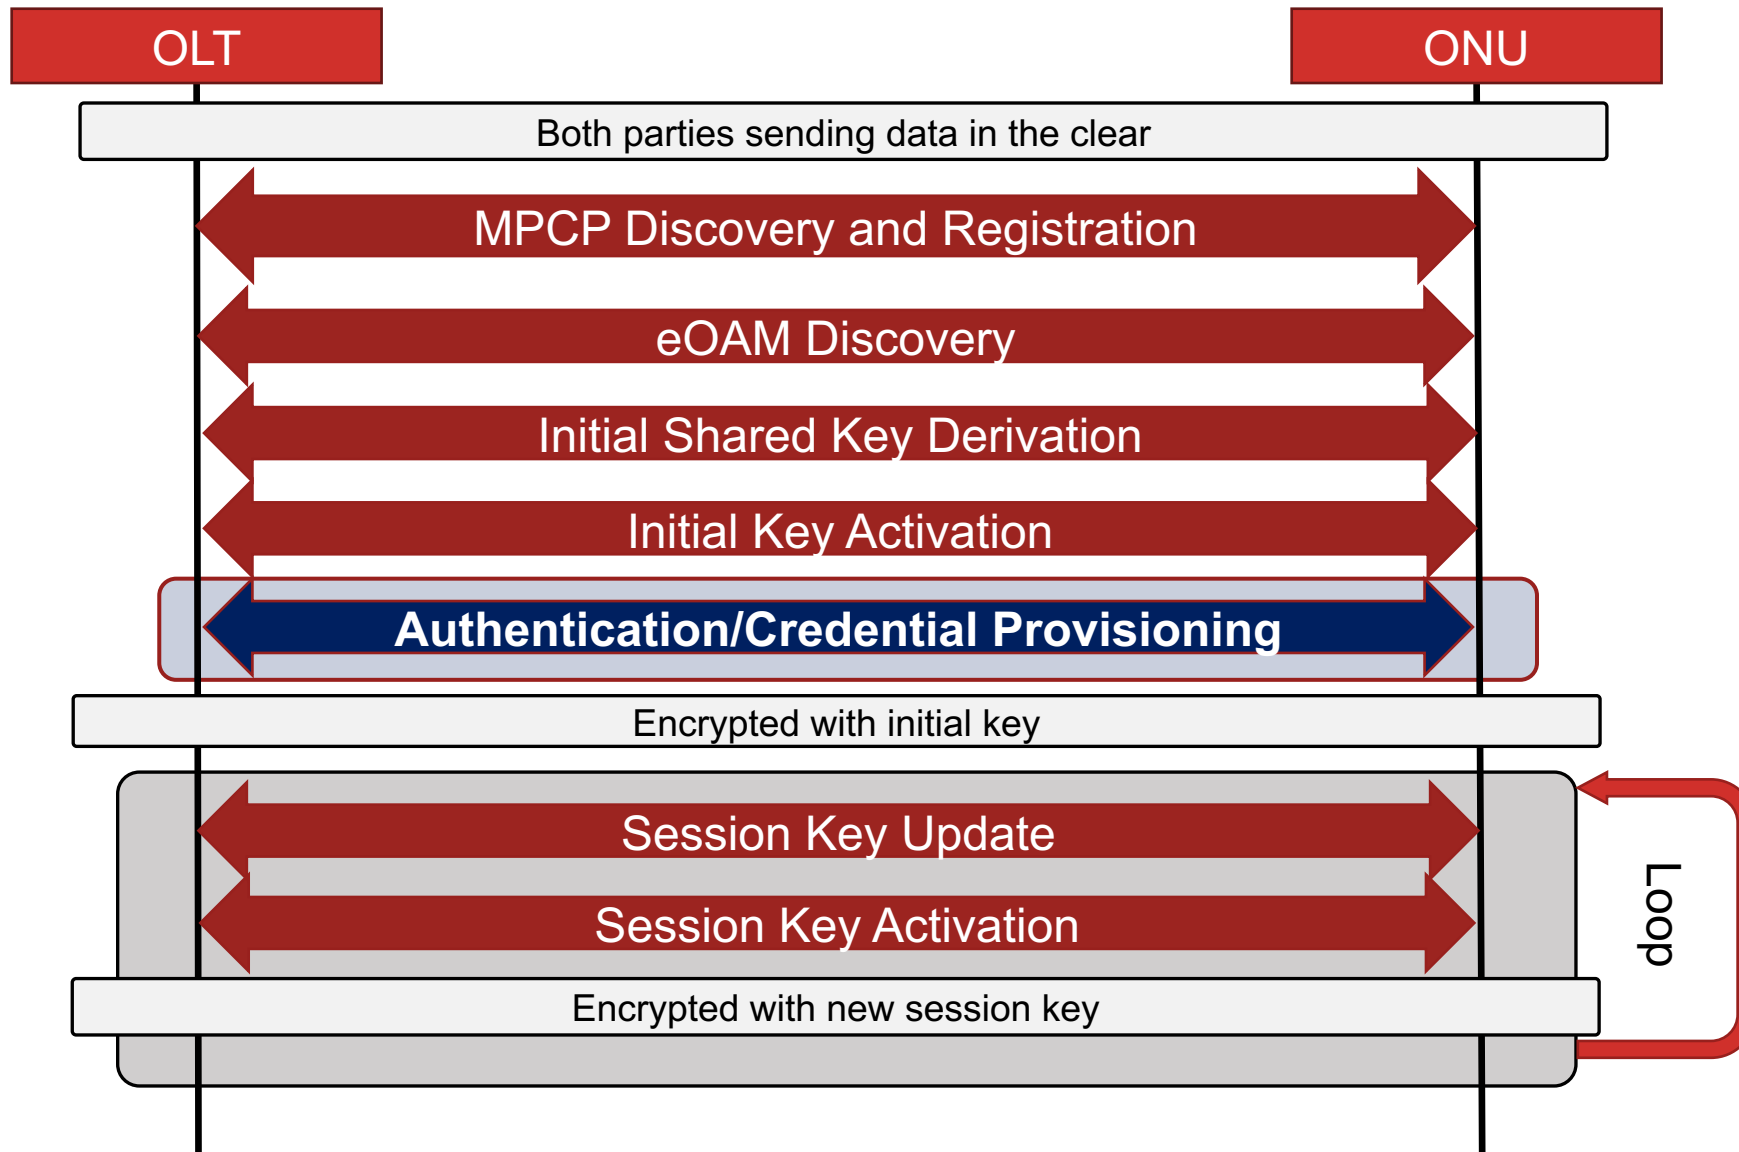 OLT
ONU
Both parties sending data in the clear
MPCP Discovery and Registration
eOAM Discovery
Initial Shared Key Derivation
Initial Key Activation
Authentication/Credential Provisioning
Encrypted with initial key
Session Key Update
Session Key Activation
Loop
Encrypted with new session key